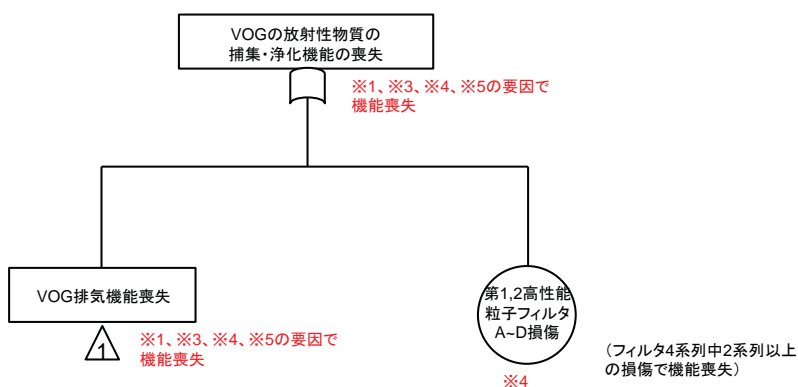 VOGの放射性物質の
捕集・浄化機能の喪失
※1、※3、※4、※5の要因で
機能喪失
VOG排気機能喪失
1
※1、※3、※4、※5の要因で
機能喪失
第1,2高性能
粒子フィルタ
A~D損傷
※4
(フィルタ4系列中2系列以上
の損傷で機能喪失)